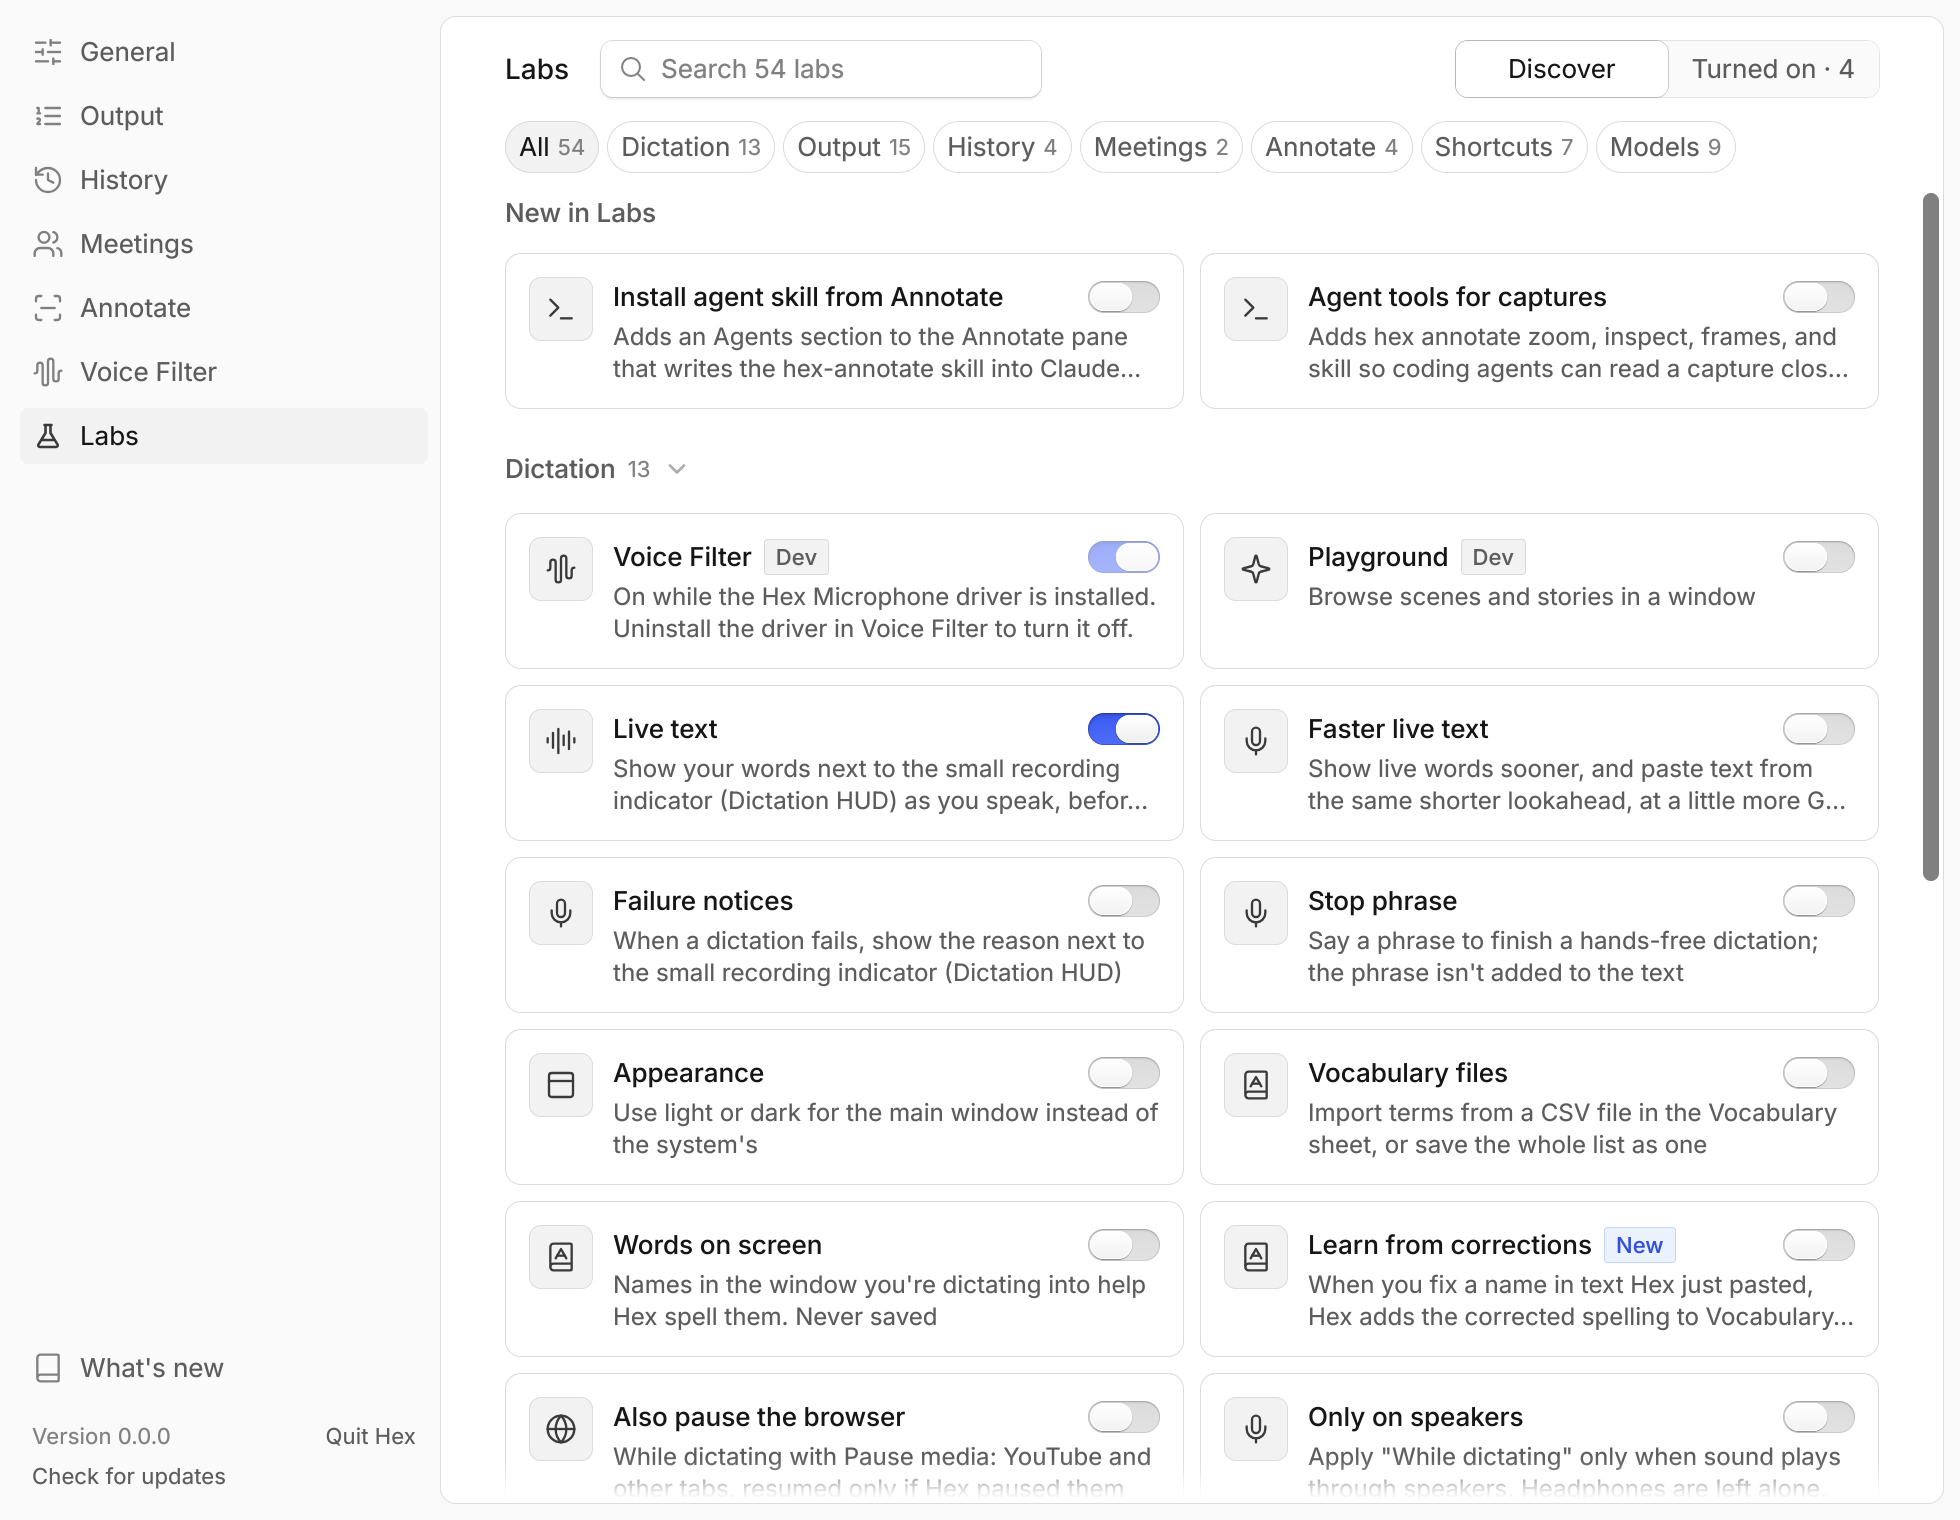 General
Output
History
Meetings
Annotate
Voice Filter
Labs
What's new
Version 0.0.0
Quit Hex
Check for updates
Labs
Search 54 labs
Discover
Turned on · 4
All 54
Dictation 13
Output 15
History 4
Meetings 2
Annotate 4
Shortcuts 7
Models 9
New in Labs
Install agent skill from Annotate
Adds an Agents section to the Annotate pane
that writes the hex-annotate skill into Claude...
Agent tools for captures
Adds hex annotate zoom, inspect, frames, and
skill so coding agents can read a capture clos...
Dictation 13
Voice Filter Dev
On while the Hex Microphone driver is installed.
Uninstall the driver in Voice Filter to turn it off.
Playground Dev
Browse scenes and stories in a window
Live text
Show your words next to the small recording
indicator (Dictation HUD) as you speak, befor...
Faster live text
Show live words sooner, and paste text from
the same shorter lookahead, at a little more G...
Failure notices
When a dictation fails, show the reason next to
the small recording indicator (Dictation HUD)
Stop phrase
Say a phrase to finish a hands-free dictation;
the phrase isn't added to the text
Appearance
Use light or dark for the main window instead of
the system's
Vocabulary files
Import terms from a CSV file in the Vocabulary
sheet, or save the whole list as one
Words on screen
Names in the window you're dictating into help
Hex spell them. Never saved
Learn from corrections New
When you fix a name in text Hex just pasted,
Hex adds the corrected spelling to Vocabulary...
Also pause the browser
While dictating with Pause media: YouTube and
other tabs, resumed only if Hex paused them
Only on speakers
Apply "While dictating" only when sound plays
through speakers. Headphones are left alone.